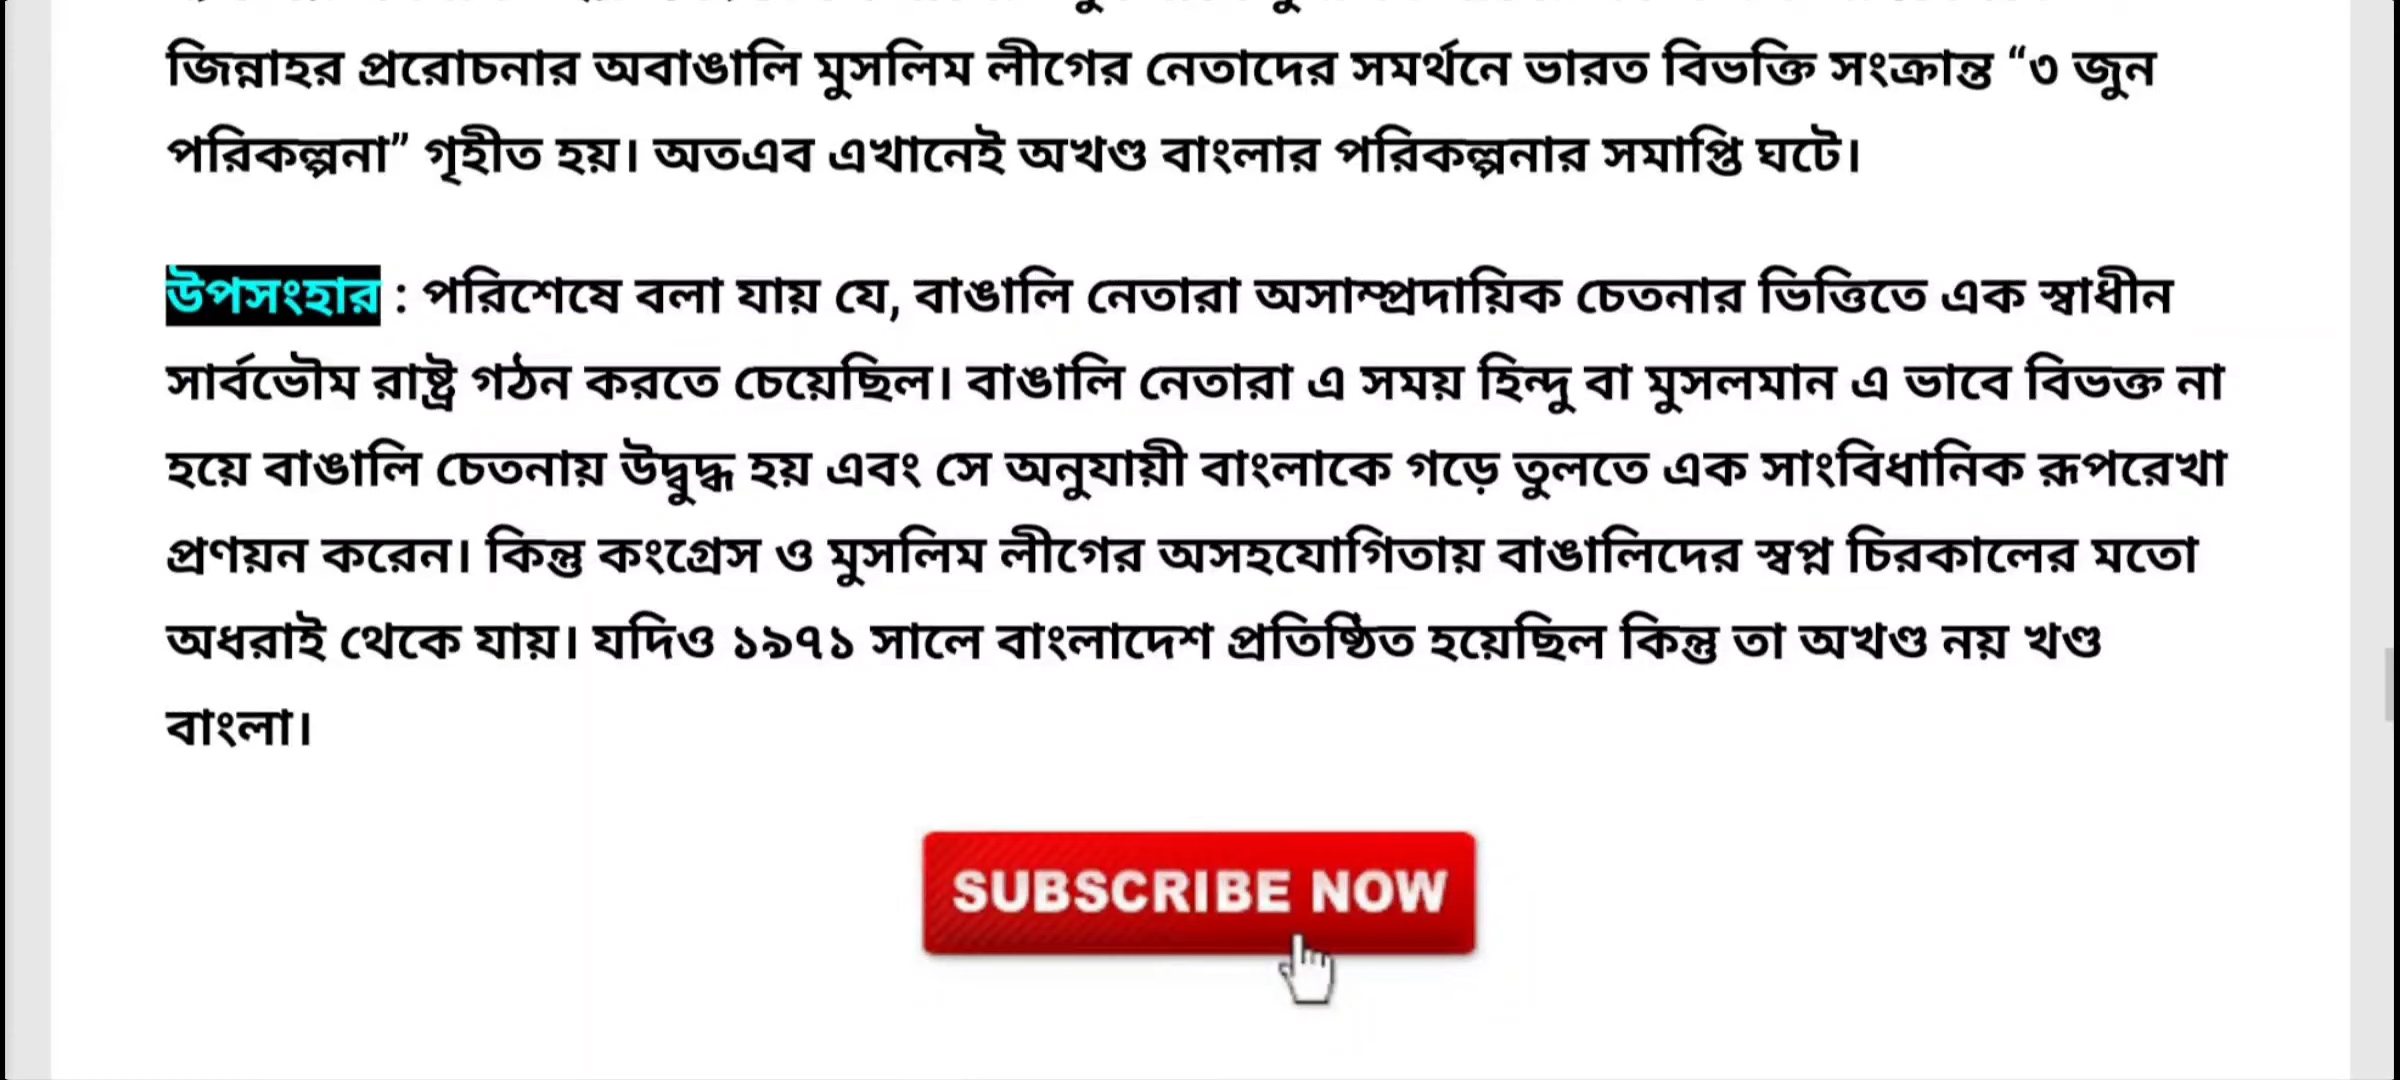 জিন্নাহর প্ররোচনার অবাঙালি মুসলিম লীগের নেতাদের সমর্থনে ভারত বিভক্তি সংক্রান্ত “৩ জুন
পরিকল্পনা” গৃহীত হয়। অতএব এখানেই অখণ্ড বাংলার পরিকল্পনার সমাপ্তি ঘটে।
উপসংহার : পরিশেষে বলা যায় যে, বাঙালি নেতারা অসাম্প্রদায়িক চেতনার ভিত্তিতে এক স্বাধীন
সার্বভৌম রাষ্ট্র গঠন করতে চেয়েছিল। বাঙালি নেতারা এ সময় হিন্দু বা মুসলমান এ ভাবে বিভক্ত না
হয়ে বাঙালি চেতনায় উদ্বুদ্ধ হয় এবং সে অনুযায়ী বাংলাকে গড়ে তুলতে এক সাংবিধানিক রূপরেখা
প্রণয়ন করেন। কিন্তু কংগ্রেস ও মুসলিম লীগের অসহযোগিতায় বাঙালিদের স্বপ্ন চিরকালের মতো
অধরাই থেকে যায়। যদিও ১৯৭১ সালে বাংলাদেশ প্রতিষ্ঠিত হয়েছিল কিন্তু তা অখণ্ড নয় খণ্ড
বাংলা।
SUBSCRIBE NOW